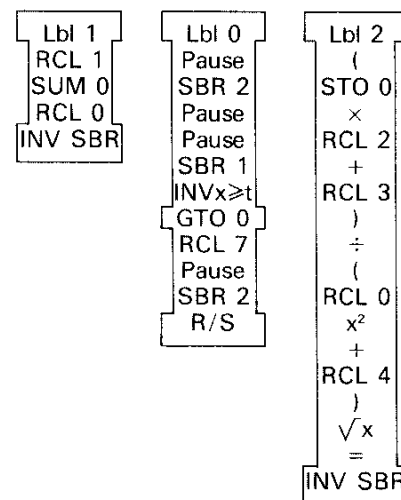 Lbl 1
RCL 1
SUM 0
RCL 0
INV SBR
Lbl 0
Pause
SBR 2
Pause
Pause
SBR 1
INVx⩾t
GTO 0
RCL 7
Pause
SBR 2
R/S
Lbl 2
(
STO 0
×
RCL 2
+
RCL 3
)
÷
(
RCL 0
x²
+
RCL 4
)
√x
=
INV SBR